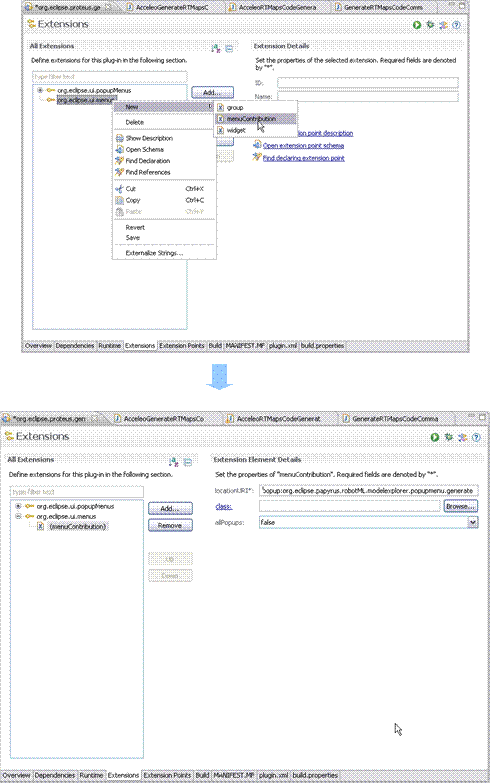 *org.eclipse.proteus.ge
AcceleoGenerateRTMapsC
AcceleoRTMapsCodeGenera
GenerateRTMapsCodeComm
Extensions
All Extensions
Extension Details
Define extensions for this plug-in in the following section.
Set the properties of the selected extension. Required fields are denoted by "*".
type filter text
ID:
Name:
org.eclipse.ui.popupMenus
org.eclipse.ui.menus
Add...
New
group
menuContribution
widget
Delete
Show Description
Open Schema
Find Declaration
Find References
extension point description
Open extension point schema
Find declaring extension point
Cut Ctrl+X
Copy Ctrl+C
Paste Ctrl+V
Revert
Save
Externalize Strings...
Overview Dependencies Runtime Extensions Extension Points Build MANIFEST.MF plugin.xml build.properties
*org.eclipse.proteus.gen
AcceleoGenerateRTMapsCo
AcceleoRTMapsCodeGenerat
GenerateRTMapsCodeComma
Extensions
All Extensions
Extension Element Details
Define extensions for this plug-in in the following section.
Set the properties of "menuContribution". Required fields are denoted by "*".
type filter text
locationURI*: popup:org.eclipse.papyrus.robotML.modelexplorer.popupmenu.generate
org.eclipse.ui.popupMenus
org.eclipse.ui.menus
(menuContribution)
Add...
Remove
class:
Browse...
allPopups: false
Up
Down
Overview Dependencies Runtime Extensions Extension Points Build MANIFEST.MF plugin.xml build.properties